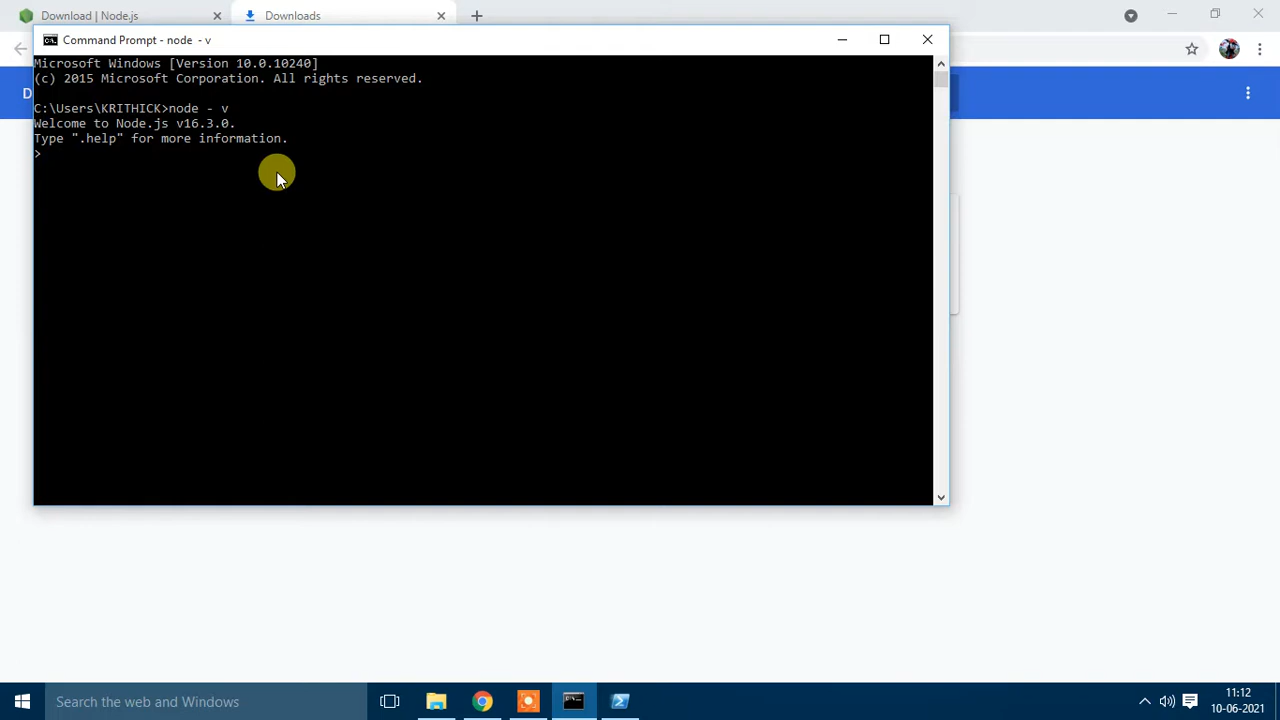 Download | Node.js
Downloads
Command Prompt - node - v
Microsoft Windows [Version 10.0.10240]
(c) 2015 Microsoft Corporation. All rights reserved.
D
C:\Users\KRITHICK>node - v
Welcome to Node.js v16.3.0.
Type ".help" for more information.
>
Search the web and Windows
11:12
10-06-2021